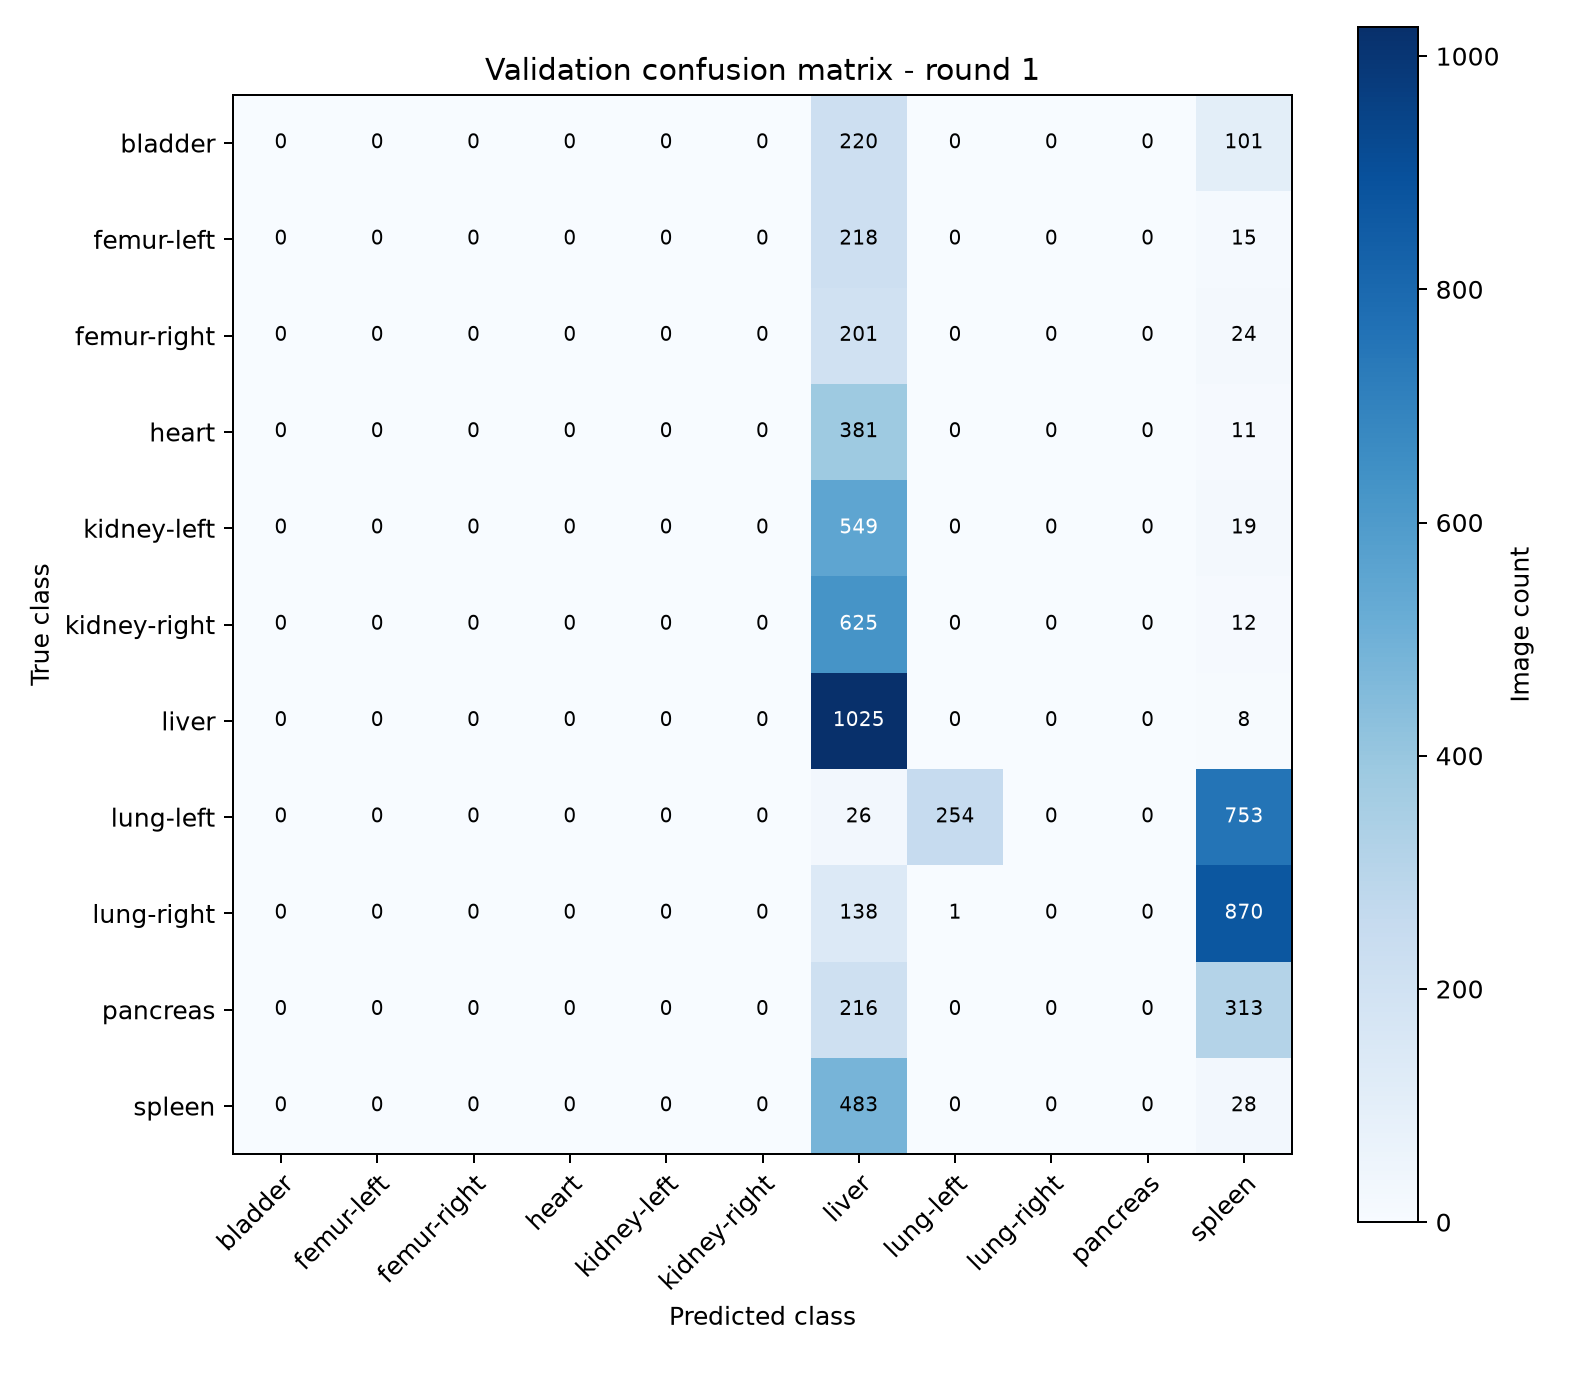 Validation confusion matrix - round 1
bladder 0 0 0 0 0 0 220 0 0 0 101
femur-left 0 0 0 0 0 0 218 0 0 0 15
femur-right 0 0 0 0 0 0 201 0 0 0 24
heart 0 0 0 0 0 0 381 0 0 0 11
kidney-left 0 0 0 0 0 0 549 0 0 0 19
kidney-right 0 0 0 0 0 0 625 0 0 0 12
liver 0 0 0 0 0 0 1025 0 0 0 8
lung-left 0 0 0 0 0 0 26 254 0 0 753
lung-right 0 0 0 0 0 0 138 1 0 0 870
pancreas 0 0 0 0 0 0 216 0 0 0 313
spleen 0 0 0 0 0 0 483 0 0 0 28
True class
bladder femur-left femur-right heart kidney-left kidney-right liver lung-left lung-right pancreas spleen
Predicted class
1000
800
600
400
200
0
Image count